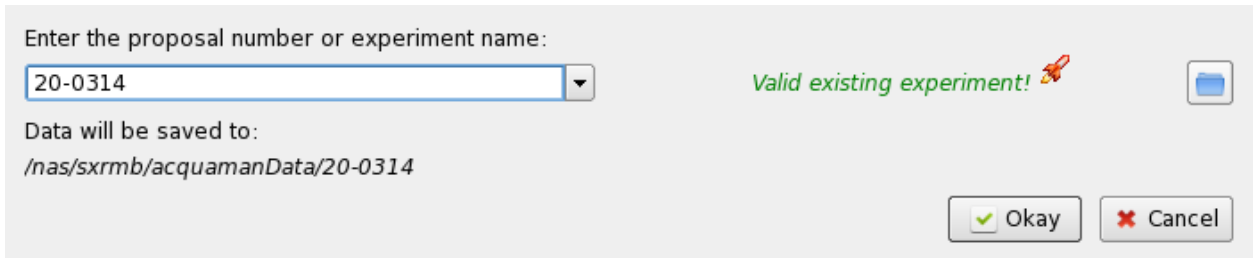 Enter the proposal number or experiment name:
20-0314
Valid existing experiment!
Data will be saved to:
/nas/sxrmb/acquamanData/20-0314
Okay
Cancel